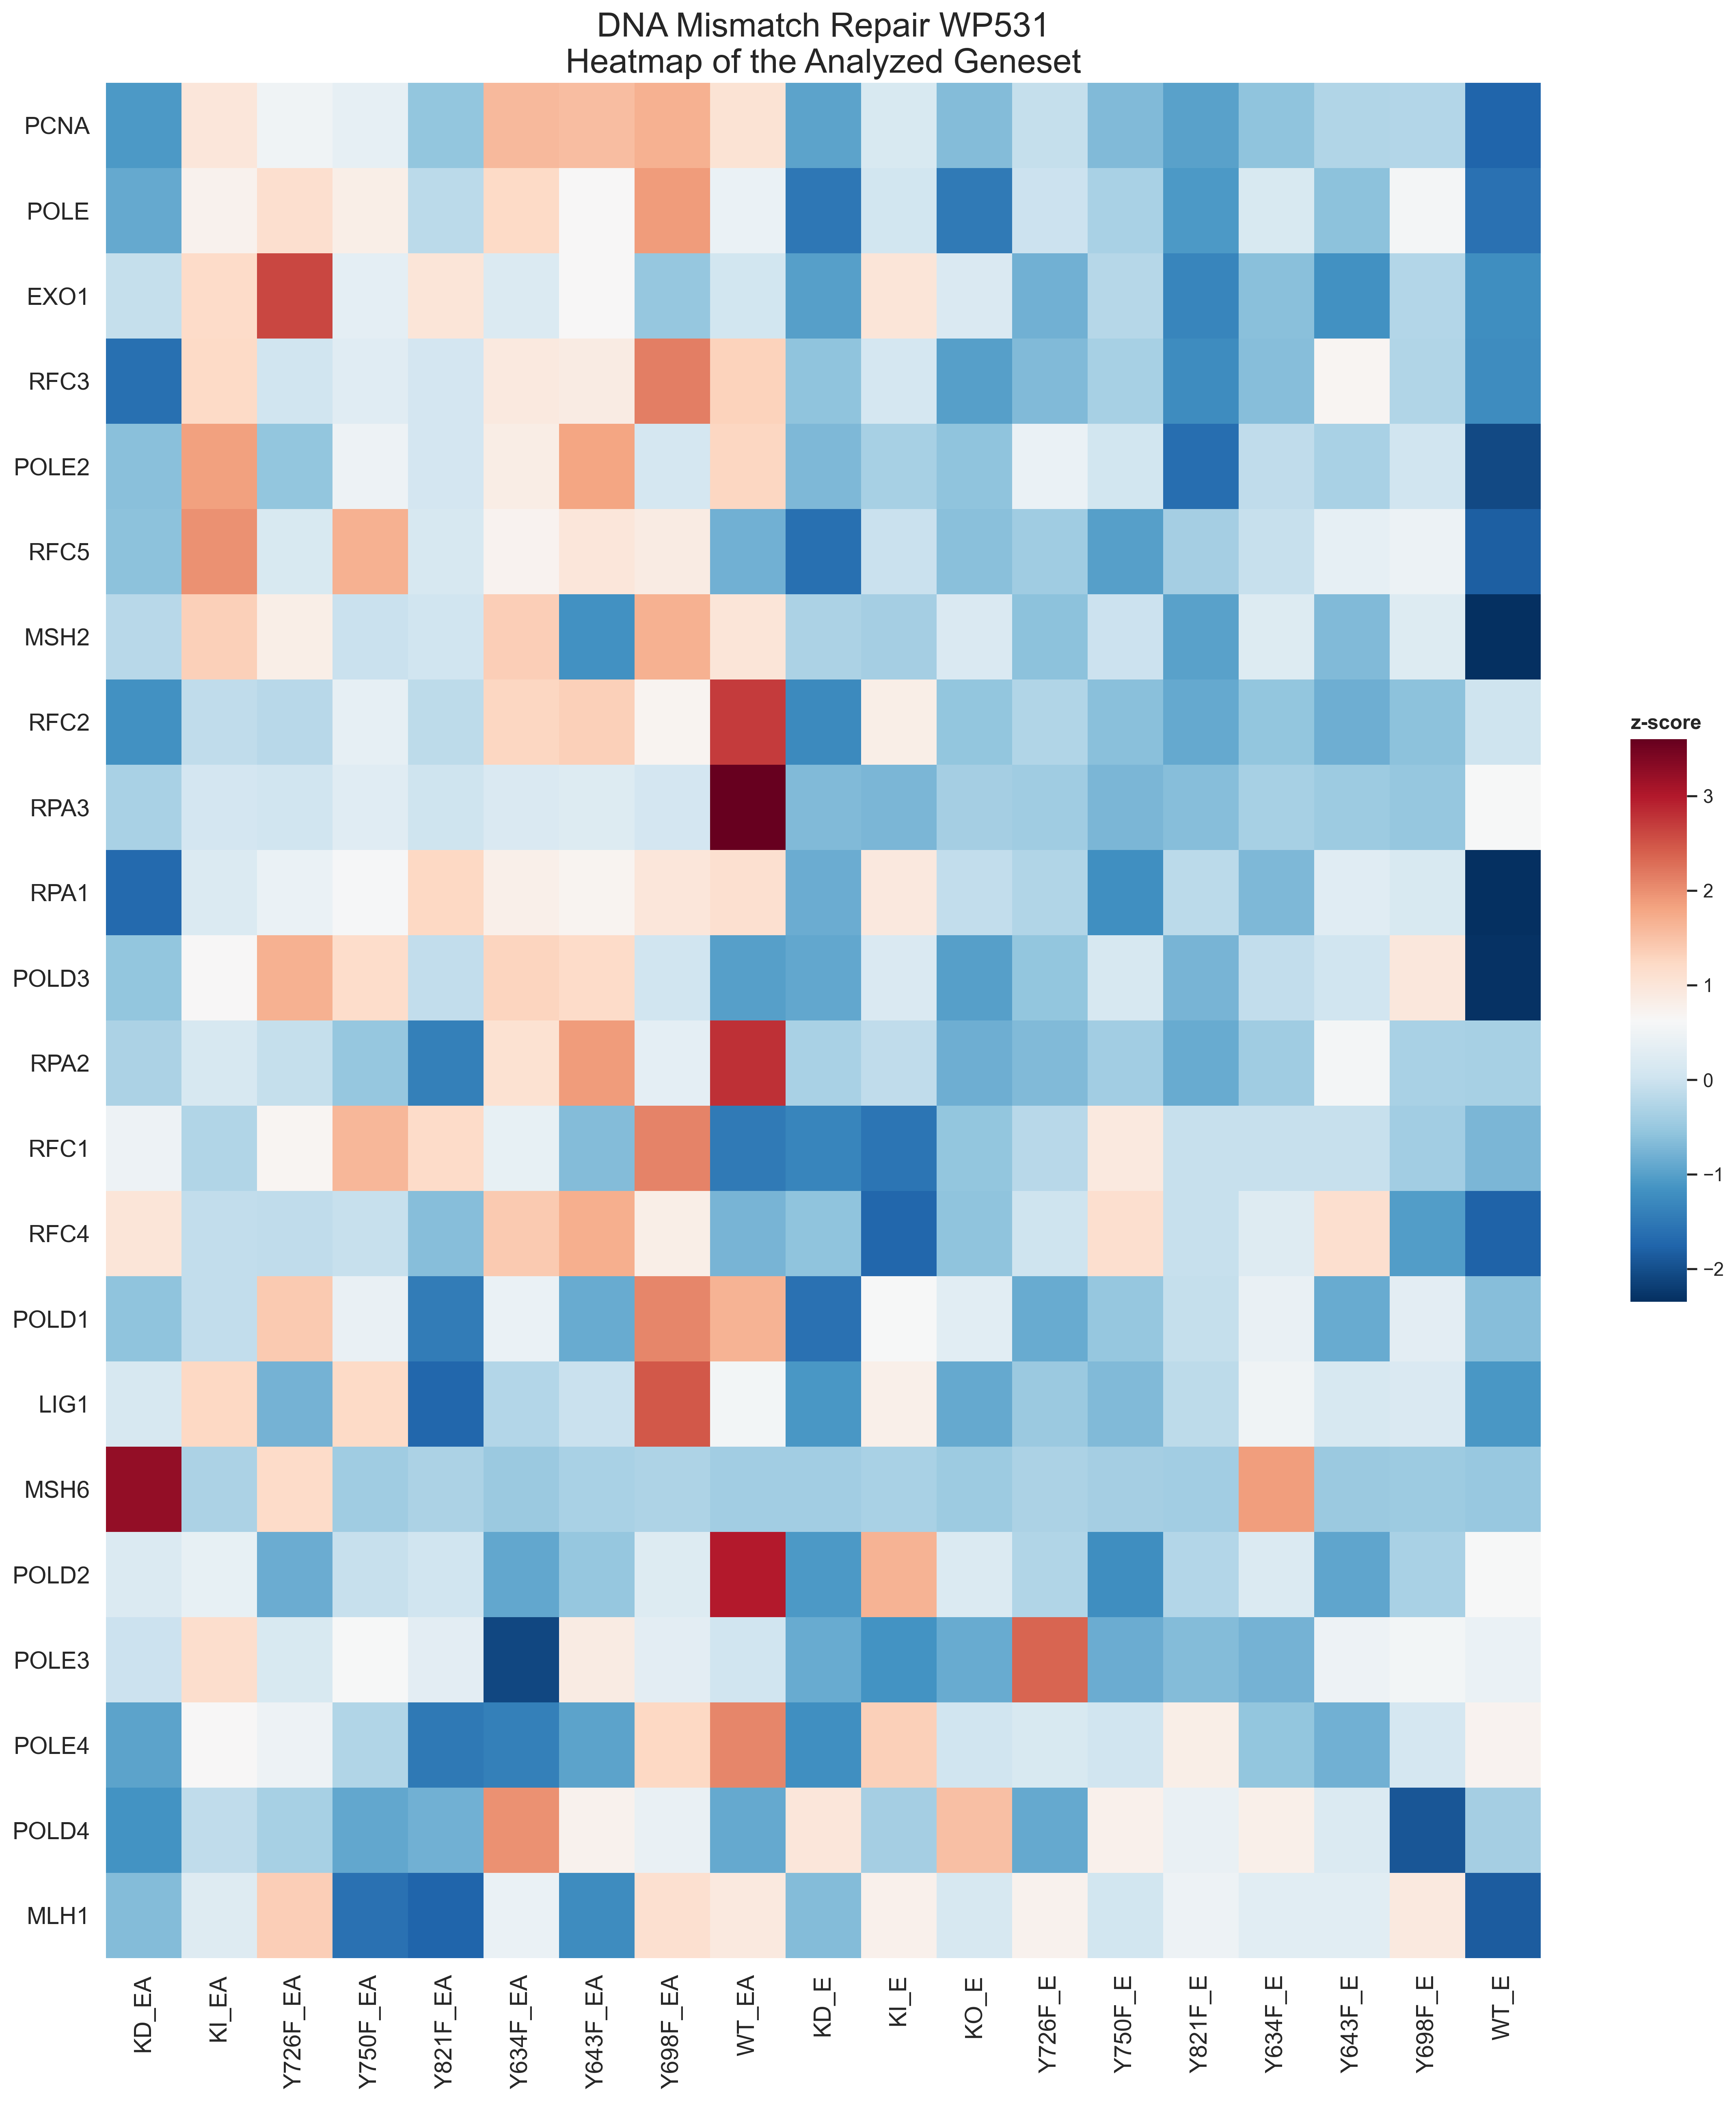 DNA Mismatch Repair WP531
Heatmap of the Analyzed Geneset
PCNA
POLE
EXO1
RFC3
POLE2
RFC5
MSH2
RFC2
RPA3
RPA1
POLD3
RPA2
RFC1
RFC4
POLD1
LIG1
MSH6
POLD2
POLE3
POLE4
POLD4
MLH1
z-score
3
2
1
0
−1
−2
KD_EA
KI_EA
Y726F_EA
Y750F_EA
Y821F_EA
Y634F_EA
Y643F_EA
Y698F_EA
WT_EA
KD_E
KI_E
KO_E
Y726F_E
Y750F_E
Y821F_E
Y634F_E
Y643F_E
Y698F_E
WT_E